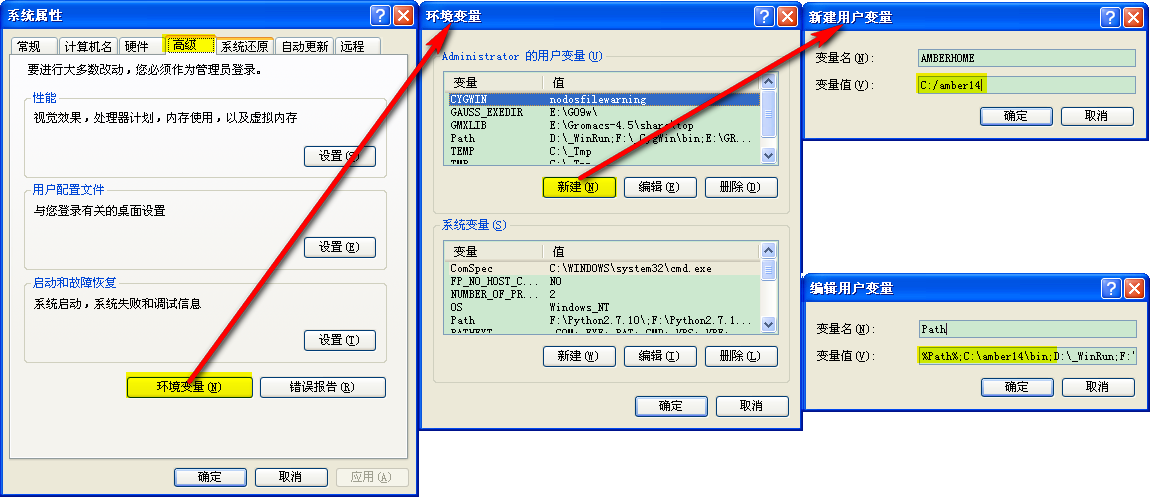 系统属性
常规 计算机名 硬件 高级 系统还原 自动更新 远程
要进行大多数改动，您必须作为管理员登录。
性能
视觉效果，处理器计划，内存使用，以及虚拟内存
设置(S)
用户配置文件
与您登录有关的桌面设置
设置(E)
启动和故障恢复
系统启动，系统失败和调试信息
设置(T)
环境变量(N) 错误报告(R)
确定 取消 应用(A)
环境变量
Administrator 的用户变量(U)
变量 值
CYGWIN nodosfilewarning
GAUSS_EXEDIR E:\G09w\
GMXLIB E:\Gromacs-4.5\share\top
Path D:\_WinRun;F:\_CygWin\bin;E:\GR...
TEMP C:\_Tmp
TMP C:\_Tmp
新建(N) 编辑(E) 删除(D)
系统变量(S)
变量 值
ComSpec C:\WINDOWS\system32\cmd.exe
FP_NO_HOST_C... NO
NUMBER_OF_PR... 2
OS Windows_NT
Path F:\Python2.7.10\;F:\Python2.7.1...
PATHEXT .COM;.EXE;.BAT;.CMD;.VBS;.VBE;
新建(W) 编辑(I) 删除(L)
确定 取消
新建用户变量
变量名(N): AMBERHOME
变量值(V): C:/amber14
确定 取消
编辑用户变量
变量名(N): Path
变量值(V): %Path%;C:\amber14\bin;D:\_WinRun;F:
确定 取消